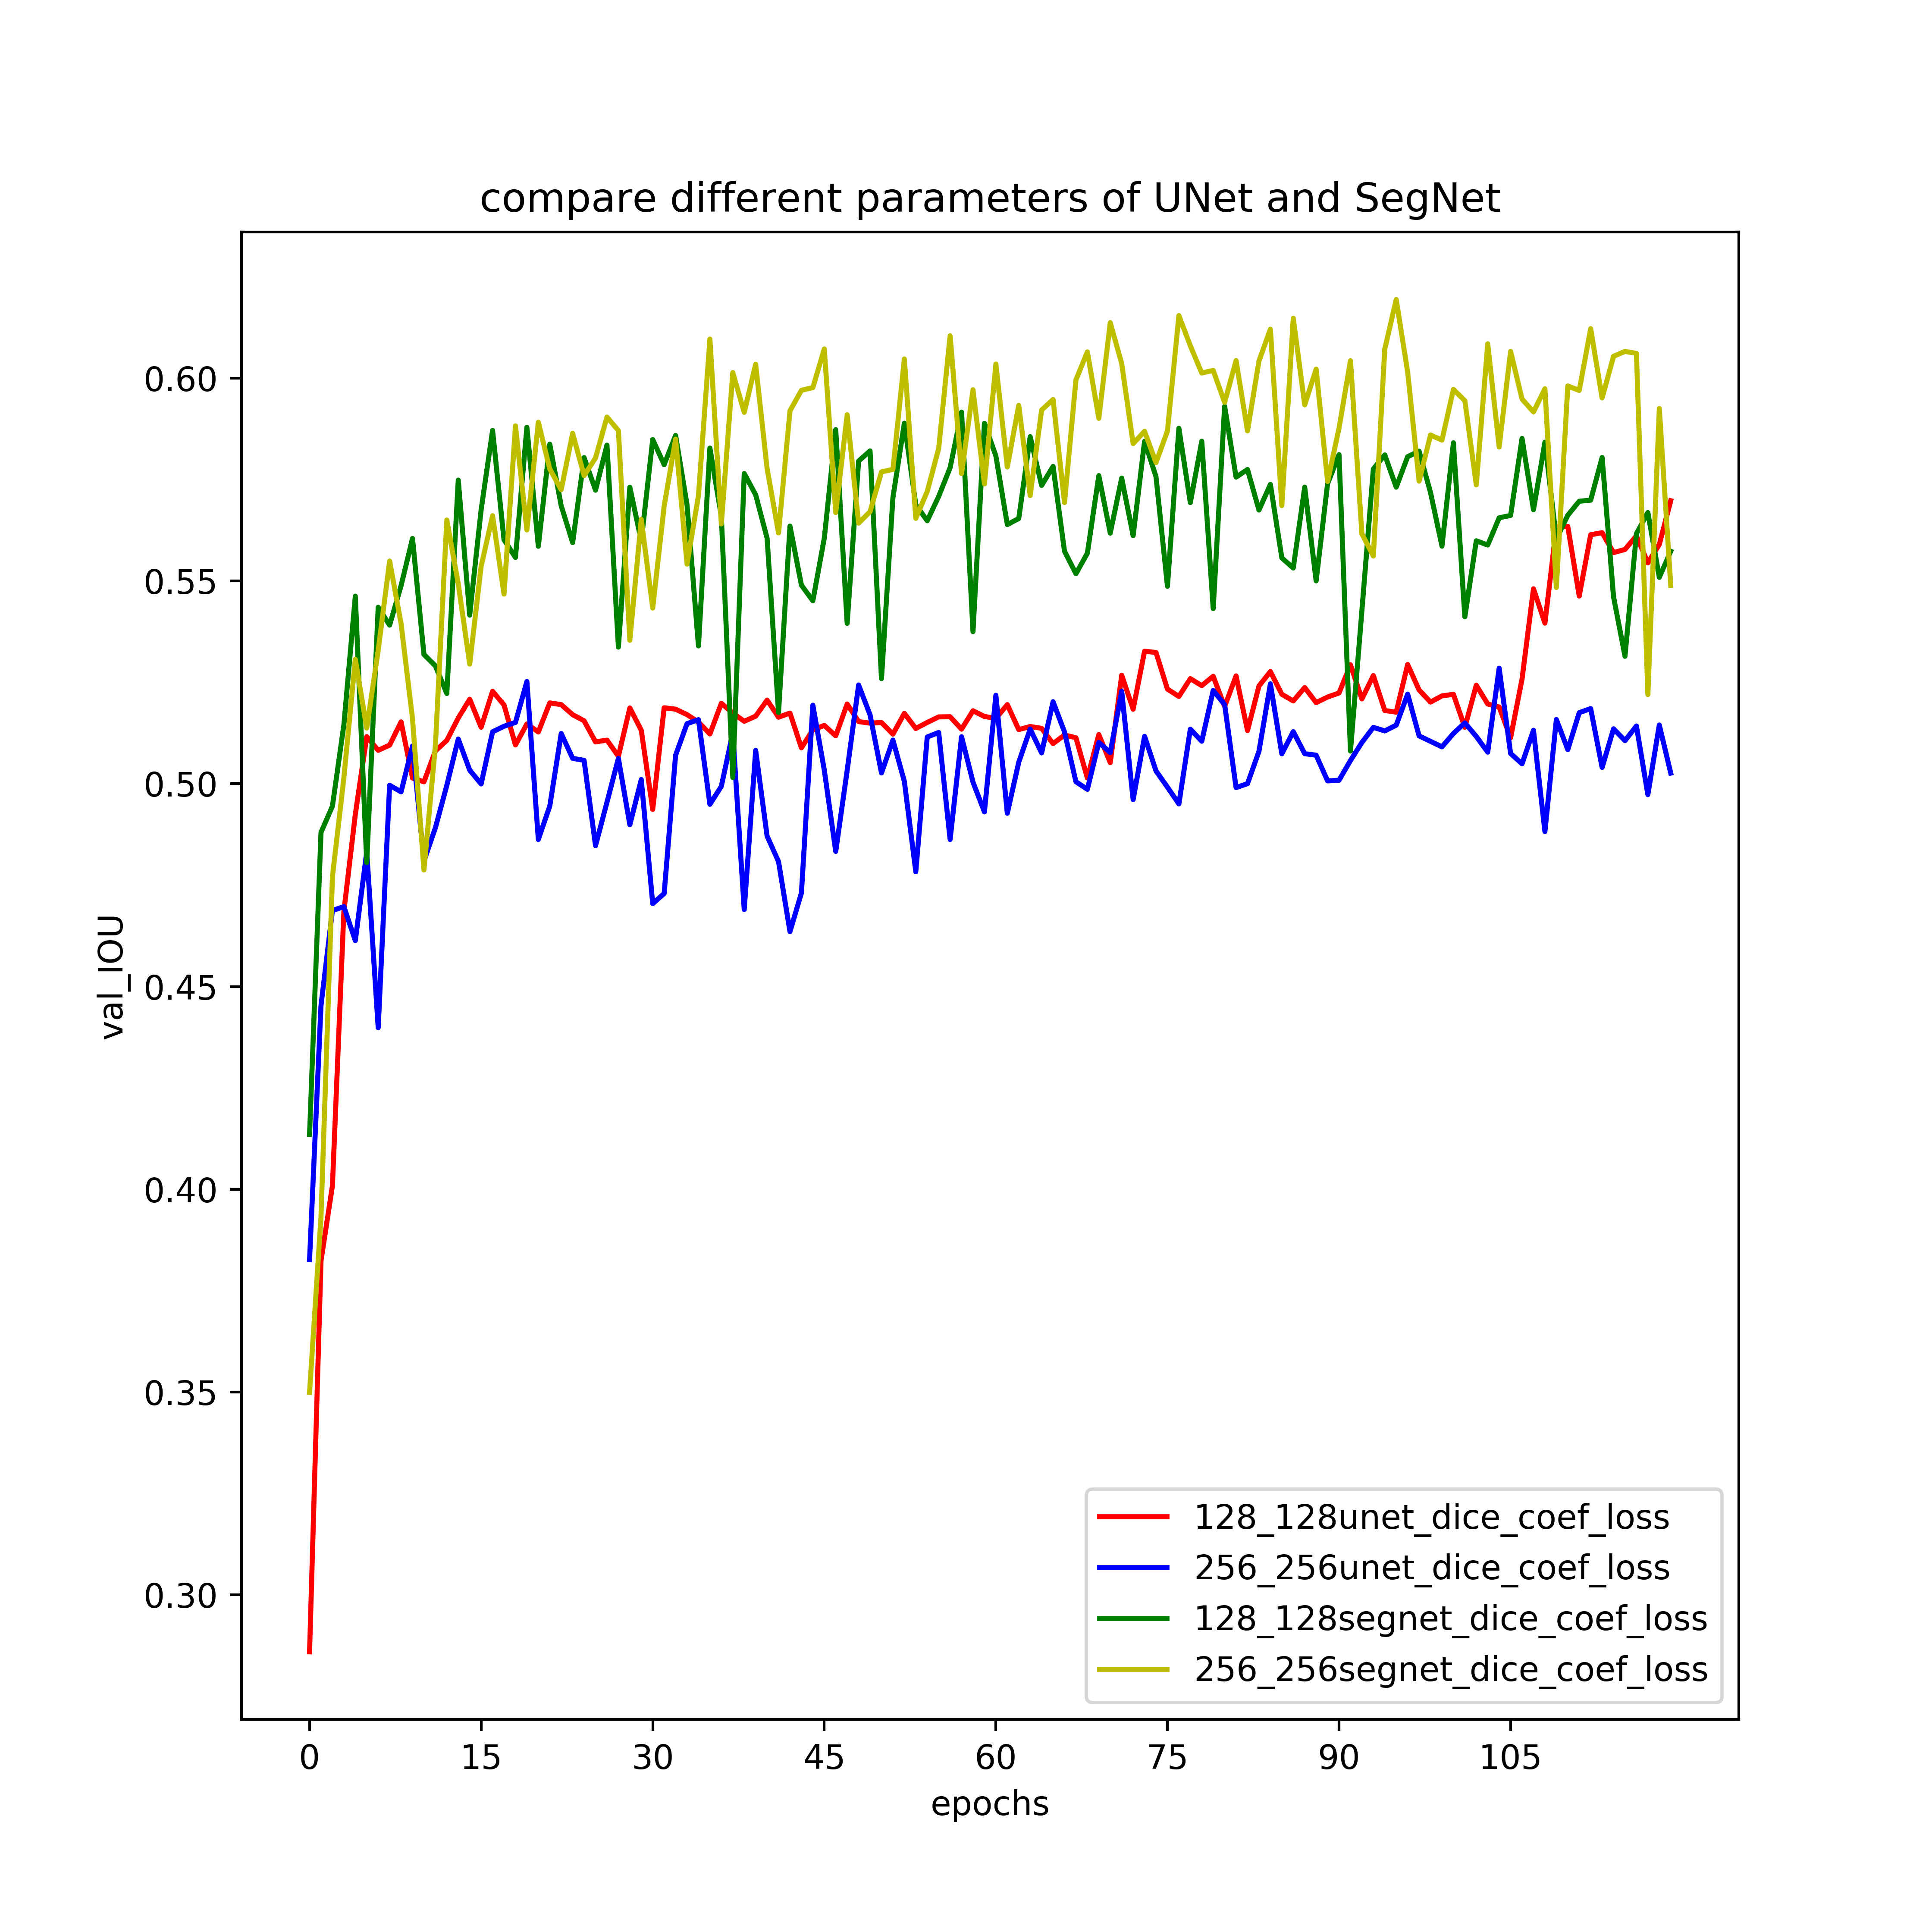 compare different parameters of UNet and SegNet
0.60
0.55
0.50
0.45
0.40
0.35
0.30
val_IOU
128_128unet_dice_coef_loss
256_256unet_dice_coef_loss
128_128segnet_dice_coef_loss
256_256segnet_dice_coef_loss
0 15 30 45 60 75 90 105
epochs